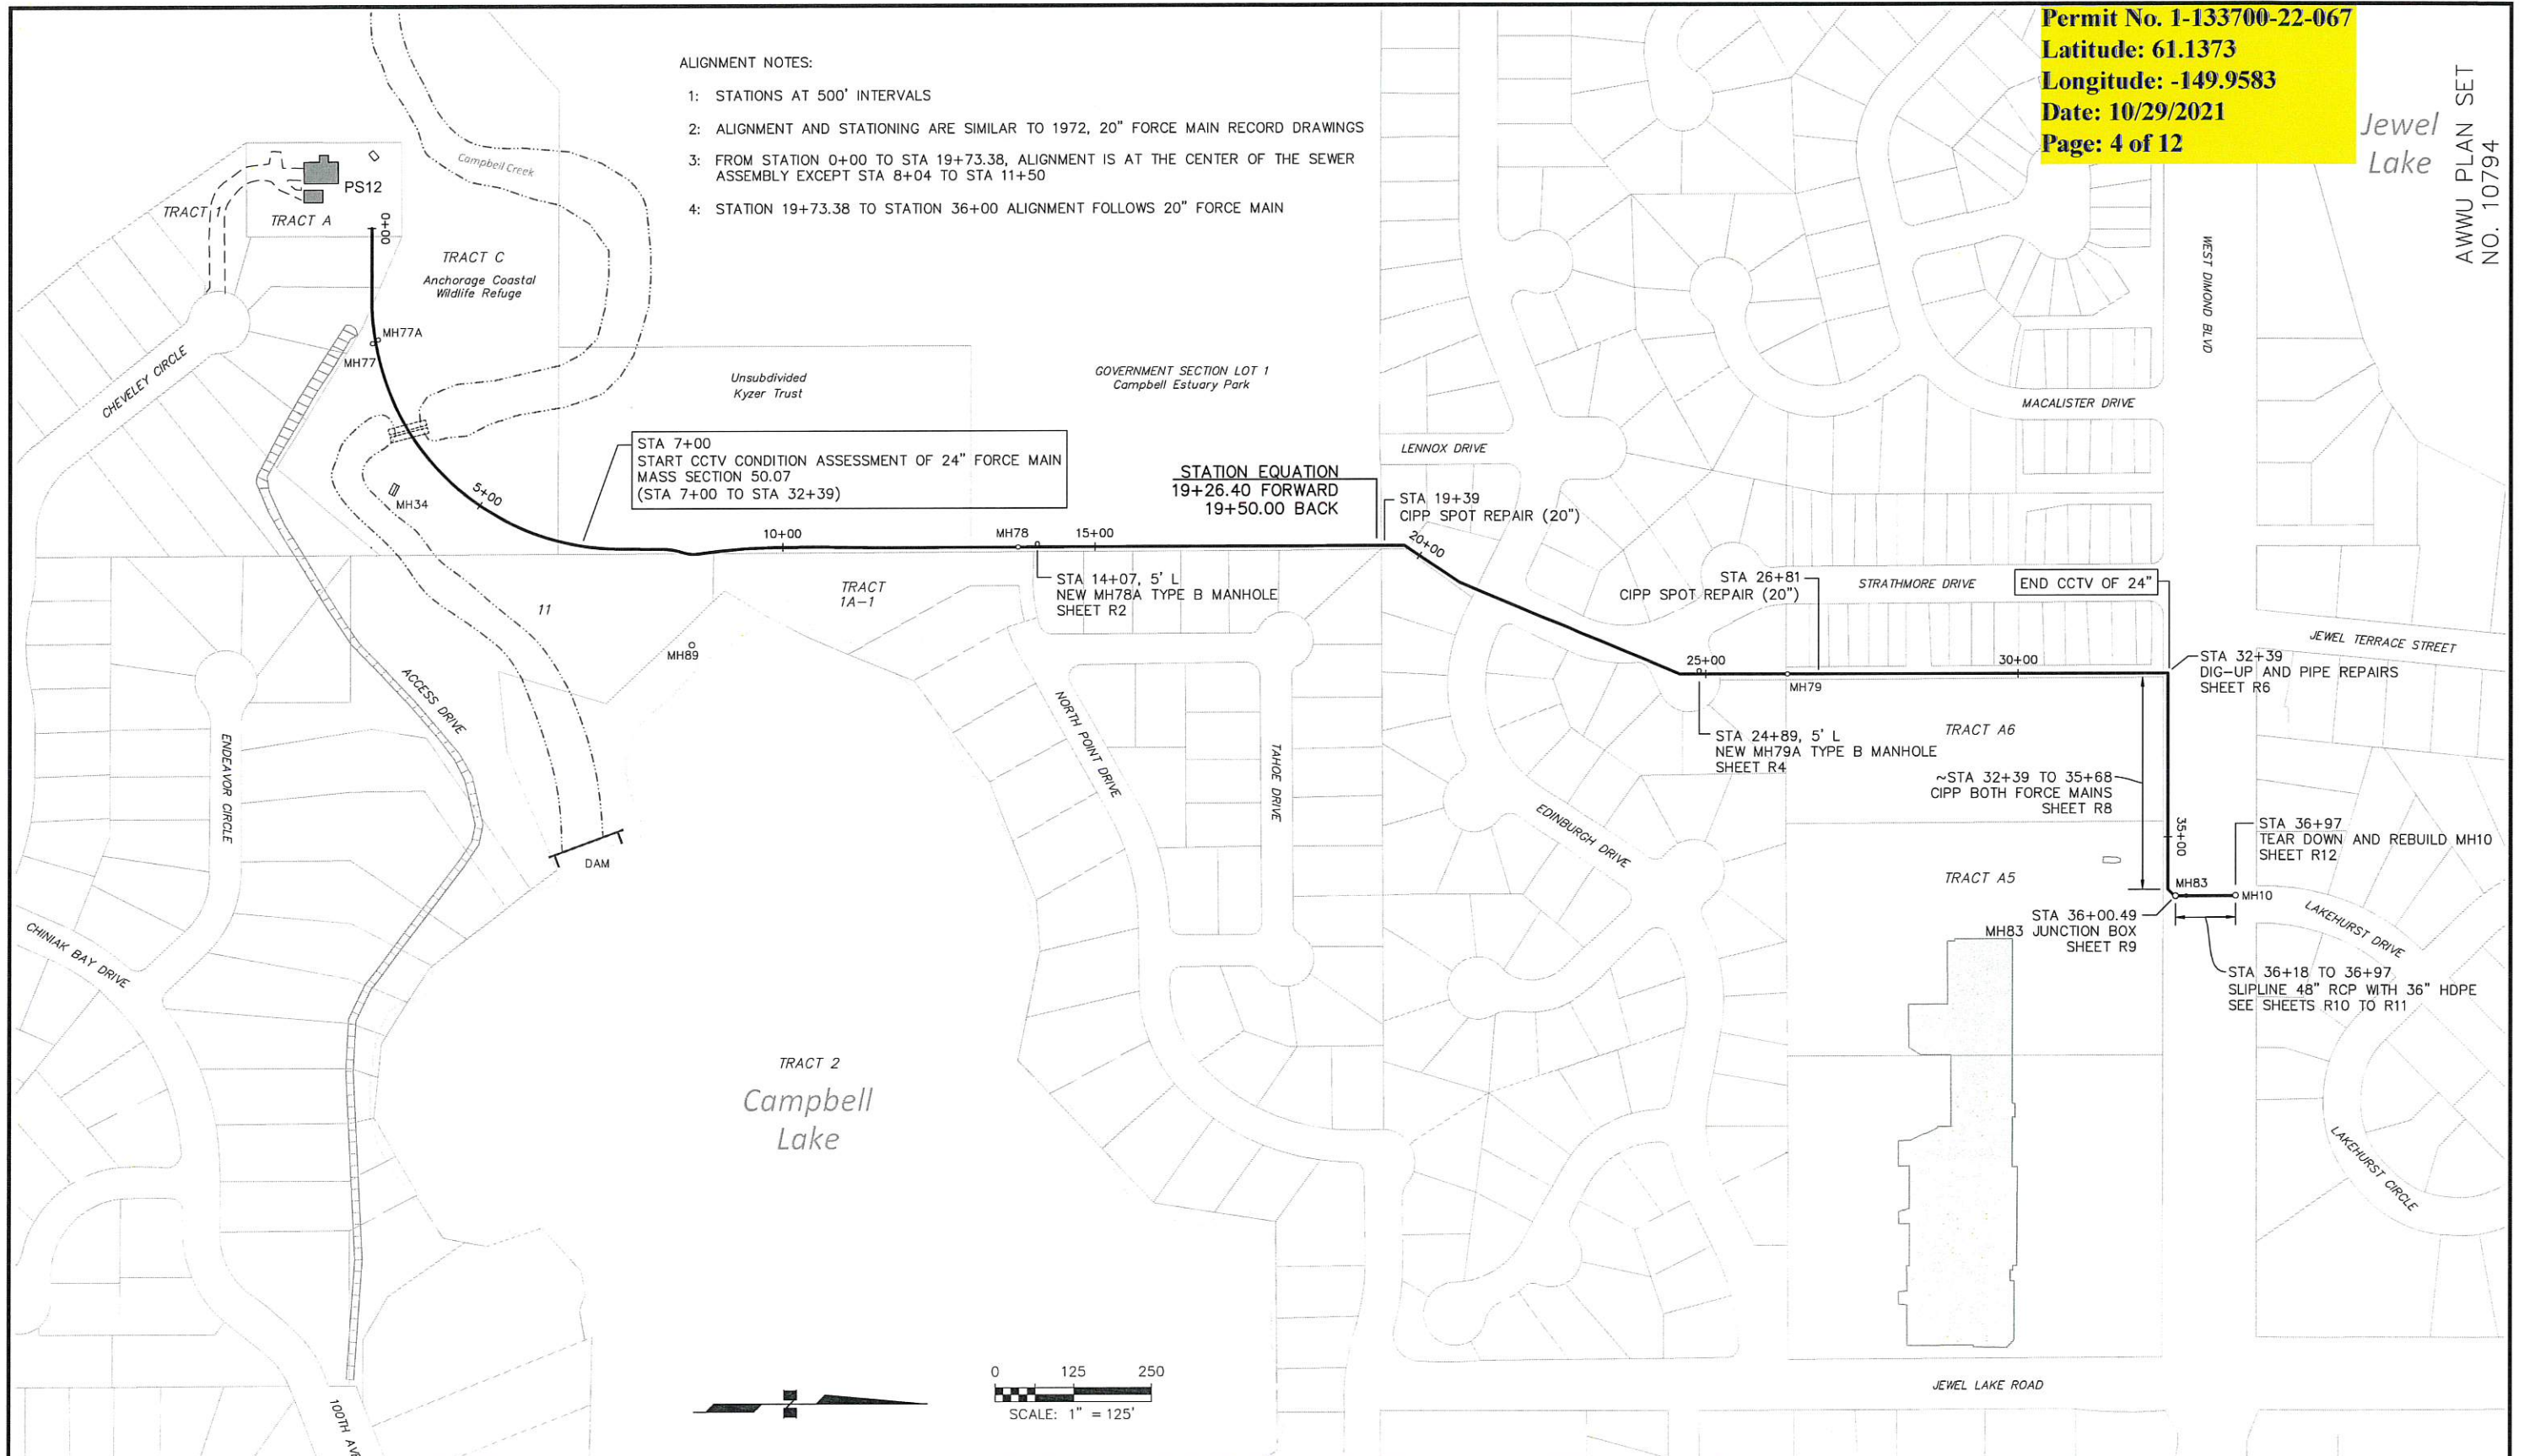 Permit No. 1-133700-22-067
Latitude: 61.1373
Longitude: -149.9583
Date: 10/29/2021
Page: 4 of 12
AWWU PLAN SET
NO. 10794
Jewel
Lake
ALIGNMENT NOTES:
1: STATIONS AT 500' INTERVALS
2: ALIGNMENT AND STATIONING ARE SIMILAR TO 1972, 20" FORCE MAIN RECORD DRAWINGS
3: FROM STATION 0+00 TO STA 19+73.38, ALIGNMENT IS AT THE CENTER OF THE SEWER
ASSEMBLY EXCEPT STA 8+04 TO STA 11+50
4: STATION 19+73.38 TO STATION 36+00 ALIGNMENT FOLLOWS 20" FORCE MAIN
Campbell Creek
PS12
TRACT 1
TRACT A
0+00
TRACT C
Anchorage Coastal
Wildlife Refuge
MH77A
MH77
CHEVELEY CIRCLE
Unsubdivided
Kyzer Trust
GOVERNMENT SECTION LOT 1
Campbell Estuary Park
WEST DIMOND BLVD
MACALISTER DRIVE
LENNOX DRIVE
STA 7+00
START CCTV CONDITION ASSESSMENT OF 24" FORCE MAIN
MASS SECTION 50.07
(STA 7+00 TO STA 32+39)
STATION EQUATION
19+26.40 FORWARD
19+50.00 BACK
STA 19+39
CIPP SPOT REPAIR (20")
MH34
5+00
10+00
MH78
15+00
20+00
STA 14+07, 5' L
NEW MH78A TYPE B MANHOLE
SHEET R2
TRACT
1A-1
11
MH89
STA 26+81
CIPP SPOT REPAIR (20")
STRATHMORE DRIVE
END CCTV OF 24"
JEWEL TERRACE STREET
25+00
MH79
30+00
STA 32+39
DIG-UP AND PIPE REPAIRS
SHEET R6
ACCESS DRIVE
ENDEAVOR CIRCLE
NORTH POINT DRIVE
TAHOE DRIVE
STA 24+89, 5' L
NEW MH79A TYPE B MANHOLE
SHEET R4
TRACT A6
~STA 32+39 TO 35+68
CIPP BOTH FORCE MAINS
SHEET R8
EDINBURGH DRIVE
35+00
STA 36+97
TEAR DOWN AND REBUILD MH10
SHEET R12
DAM
TRACT A5
MH83
MH10
STA 36+00.49
MH83 JUNCTION BOX
SHEET R9
LAKEHURST DRIVE
STA 36+18 TO 36+97
SLIPLINE 48" RCP WITH 36" HDPE
SEE SHEETS R10 TO R11
CHINIAK BAY DRIVE
TRACT 2
Campbell
Lake
LAKEHURST CIRCLE
N
0 125 250
SCALE: 1" = 125'
JEWEL LAKE ROAD
100TH AVE